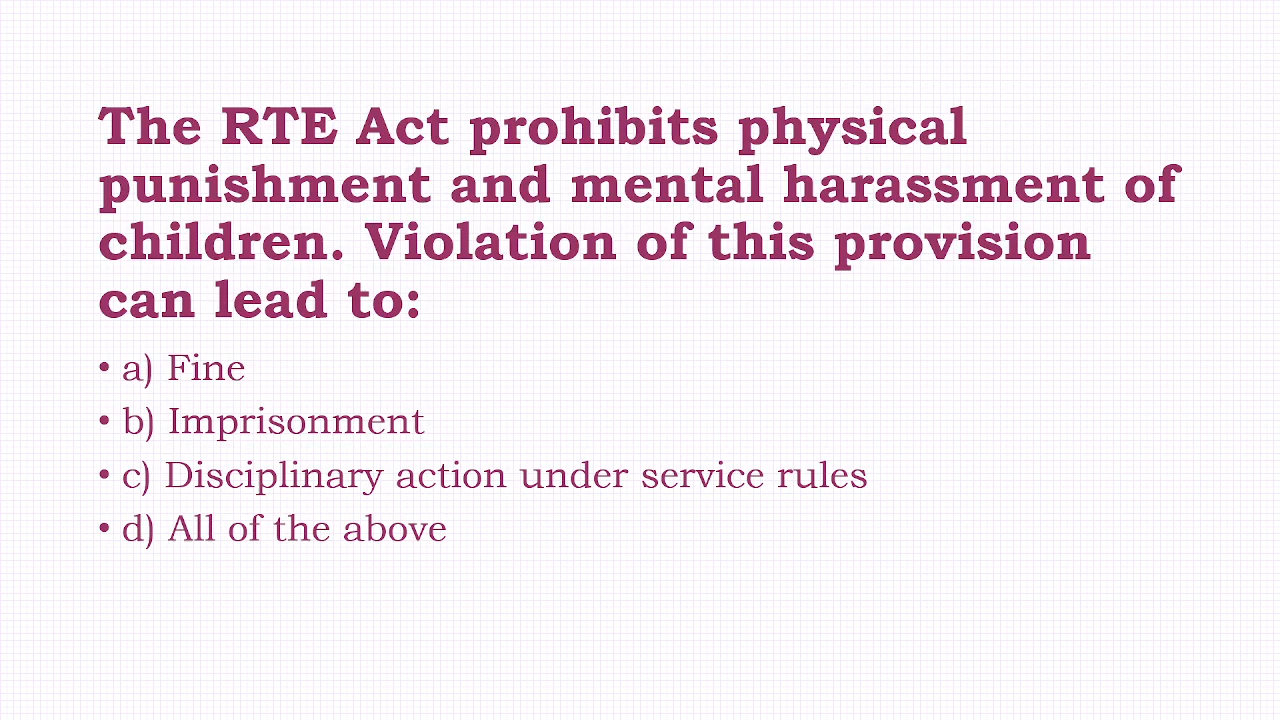 The RTE Act prohibits physical
punishment and mental harassment of
children. Violation of this provision
can lead to:
• a) Fine
• b) Imprisonment
• c) Disciplinary action under service rules
• d) All of the above